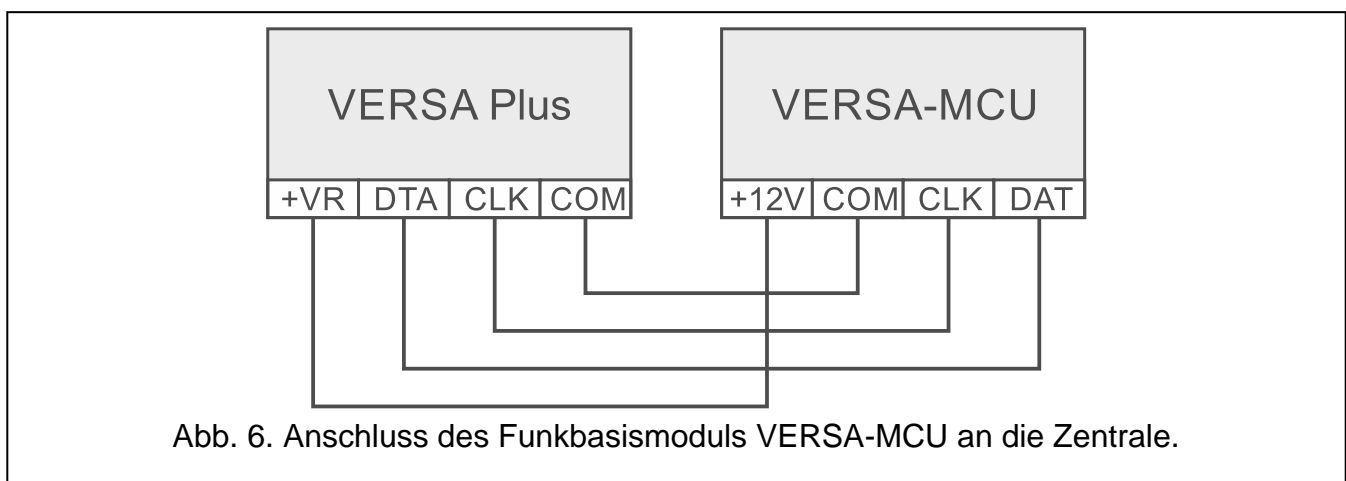 VERSA Plus VERSA-MCU
+VR DTA CLK COM +12V COM CLK DAT
Abb. 6. Anschluss des Funkbasismoduls VERSA-MCU an die Zentrale.